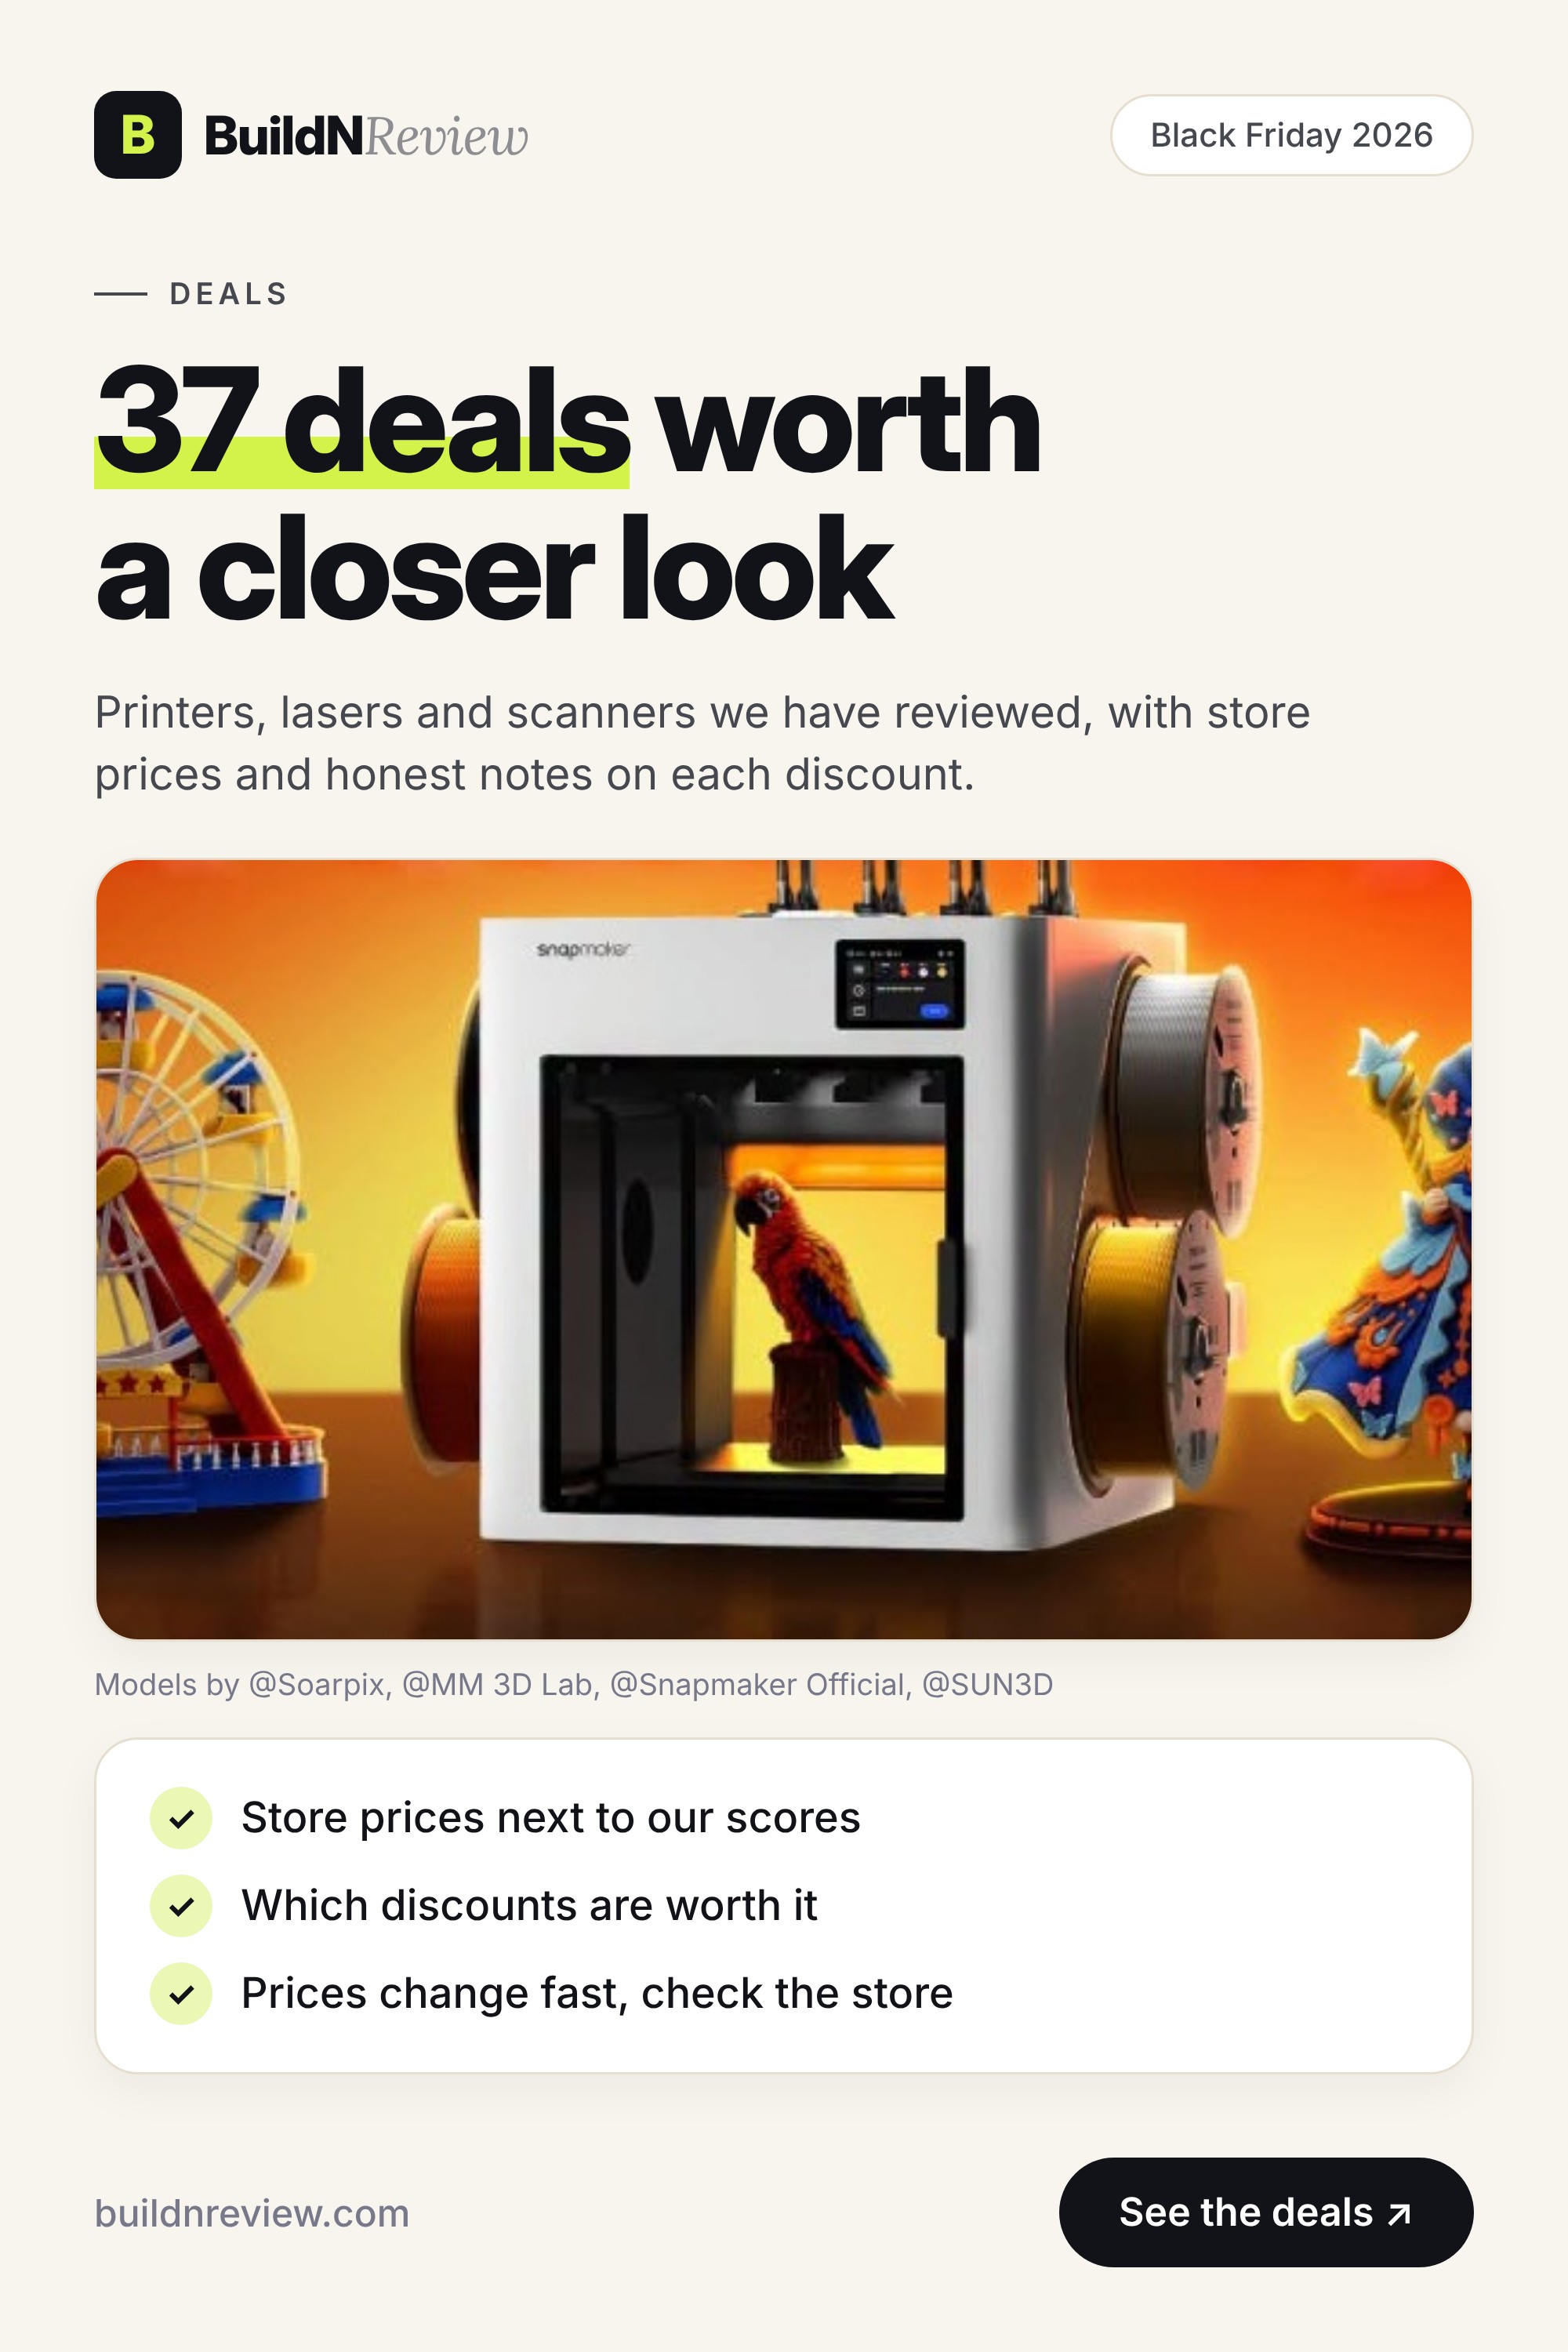 B
BuildNReview
Black Friday 2026
DEALS
37 deals worth
a closer look
Printers, lasers and scanners we have reviewed, with store
prices and honest notes on each discount.
snapmaker
Models by @Soarpix, @MM 3D Lab, @Snapmaker Official, @SUN3D
Store prices next to our scores
Which discounts are worth it
Prices change fast, check the store
buildnreview.com
See the deals ↗